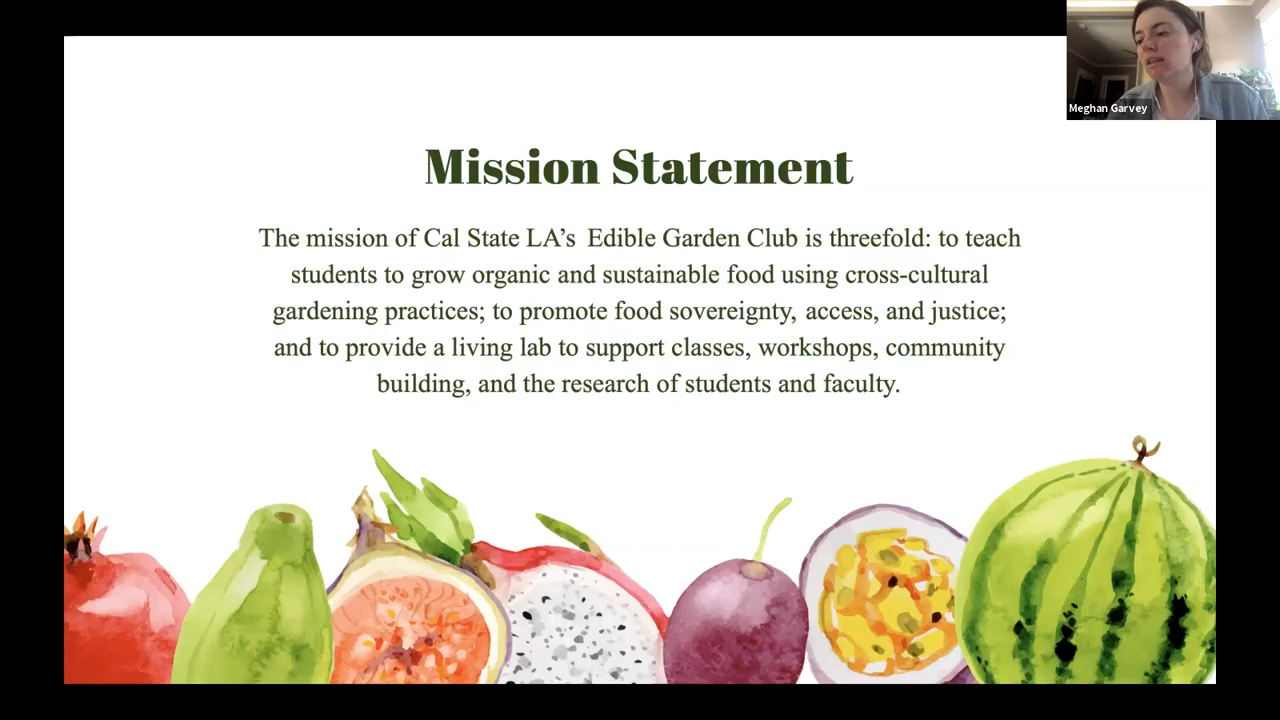 Meghan Garvey
Mission Statement
The mission of Cal State LA’s Edible Garden Club is threefold: to teach
students to grow organic and sustainable food using cross-cultural
gardening practices; to promote food sovereignty, access, and justice;
and to provide a living lab to support classes, workshops, community
building, and the research of students and faculty.